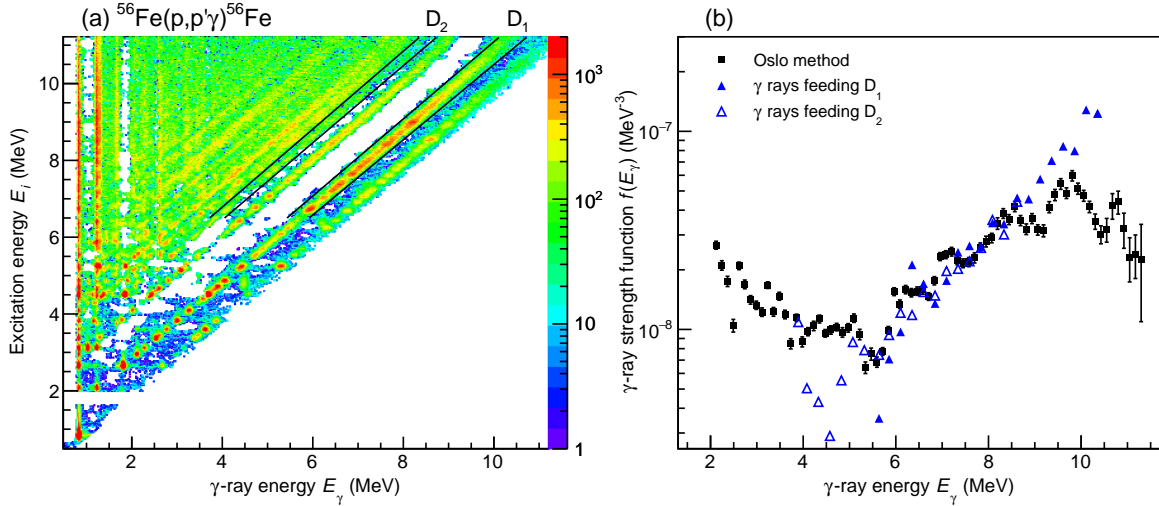 (a) ⁵⁶Fe(p,p'γ)⁵⁶Fe
D₂
D₁
Excitation energy Eᵢ (MeV)
10
8
6
4
2
2
4
6
8
10
γ-ray energy E_γ (MeV)
10³
10²
10
1
(b)
Oslo method
γ rays feeding D₁
γ rays feeding D₂
γ-ray strength function f(E_γ) (MeV⁻³)
10⁻⁷
10⁻⁸
2
4
6
8
10
γ-ray energy E_γ (MeV)